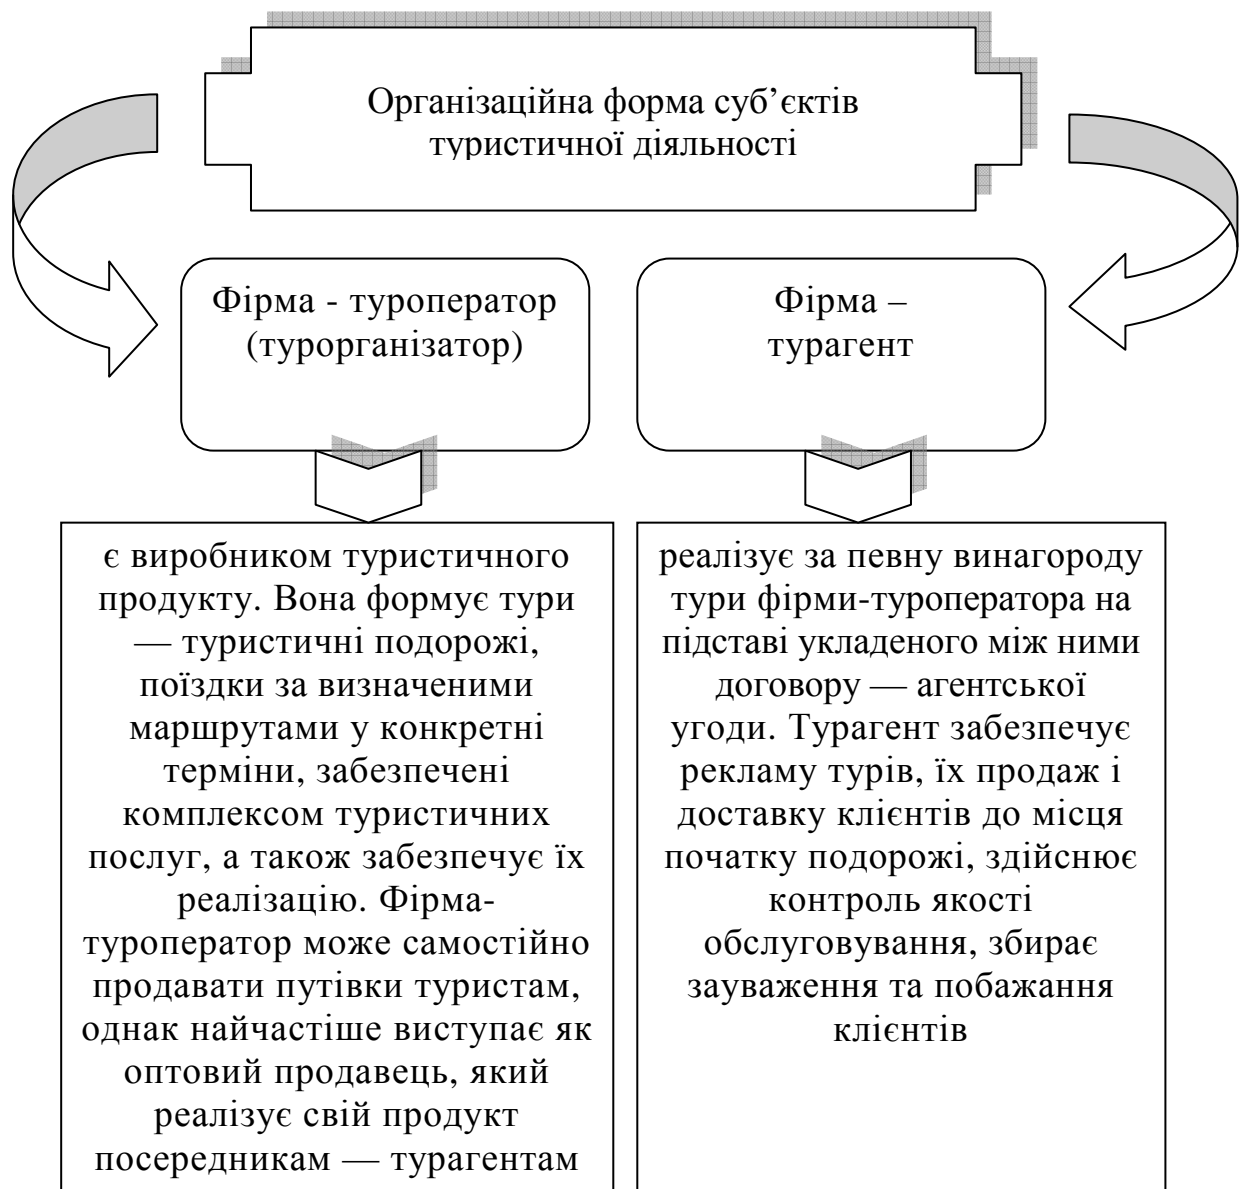 Організаційна форма суб’єктів
туристичної діяльності
Фірма - туроператор
(турорганізатор)
Фірма –
турагент
є виробником туристичного
продукту. Вона формує тури
— туристичні подорожі,
поїздки за визначеними
маршрутами у конкретні
терміни, забезпечені
комплексом туристичних
послуг, а також забезпечує їх
реалізацію. Фірма-
туроператор може самостійно
продавати путівки туристам,
однак найчастіше виступає як
оптовий продавець, який
реалізує свій продукт
посередникам — турагентам
реалізує за певну винагороду
тури фірми-туроператора на
підставі укладеного між ними
договору — агентської
угоди. Турагент забезпечує
рекламу турів, їх продаж і
доставку клієнтів до місця
початку подорожі, здійснює
контроль якості
обслуговування, збирає
зауваження та побажання
клієнтів